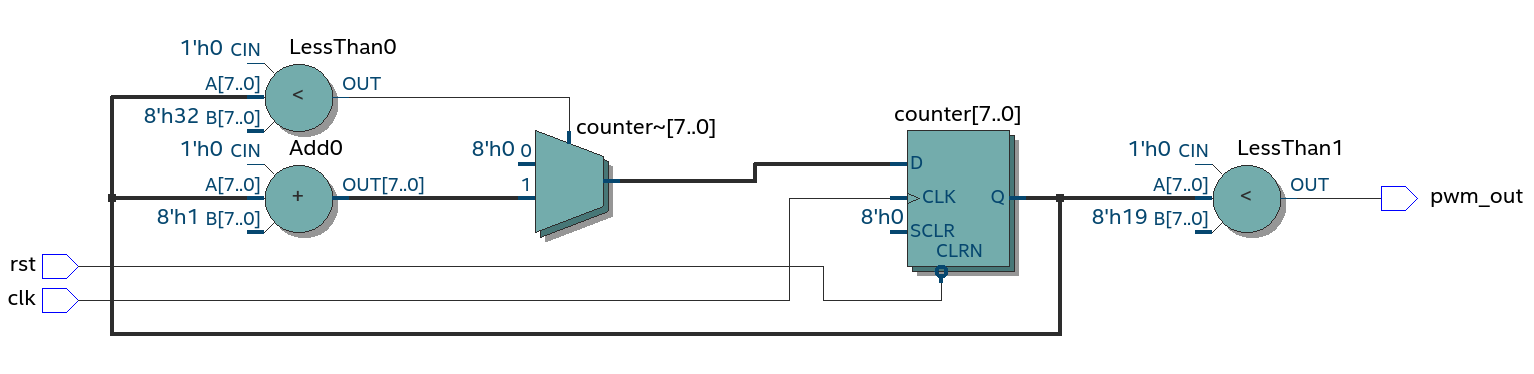 LessThan0
1'h0 CIN
A[7..0]
OUT
8'h32 B[7..0]
<
Add0
1'h0 CIN
A[7..0]
OUT[7..0]
8'h1 B[7..0]
+
counter~[7..0]
8'h0 0
1
counter[7..0]
D
CLK
Q
8'h0 SCLR
CLRN
LessThan1
1'h0 CIN
A[7..0]
OUT
8'h19 B[7..0]
<
pwm_out
rst
clk